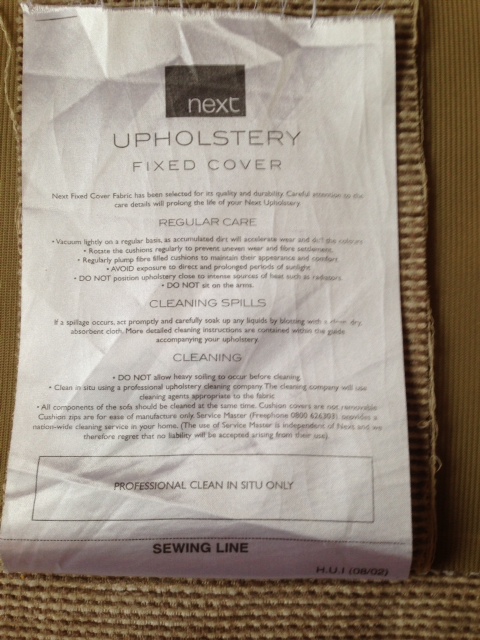 next
UPHOLSTERY
FIXED COVER
Next Fixed Cover Fabric has been selected for its quality and durability. Careful attention to the
care details will prolong the life of your Next Upholstery.
REGULAR CARE
• Vacuum lightly on a regular basis, as accumulated dirt will accelerate wear and dull the colours
• Rotate the cushions regularly to prevent uneven wear and fibre settlement.
• Regularly plump fibre filled cushions to maintain their appearance and comfort
• AVOID exposure to direct and prolonged periods of sunlight
• DO NOT position upholstery close to intense sources of heat such as radiators
• DO NOT sit on the arms.
CLEANING SPILLS
If a spillage occurs, act promptly and carefully soak up any liquids by blotting with a clean dry,
absorbent cloth. More detailed cleaning instructions are contained within the guide
accompanying your upholstery.
CLEANING
• DO NOT allow heavy soiling to occur before cleaning.
• Clean in situ using a professional upholstery cleaning company. The cleaning company will use
cleaning agents appropriate to the fabric
• All components of the sofa should be cleaned at the same time. Cushion covers are not removable
Cushion zips are for ease of manufacture only. Service Master (Freephone 0800 626303) provides a
nation-wide cleaning service in your home. (The use of Service Master is independent of Next and we
therefore regret that no liability will be accepted arising from their use).
PROFESSIONAL CLEAN IN SITU ONLY
SEWING LINE
H.U.I (08/02)